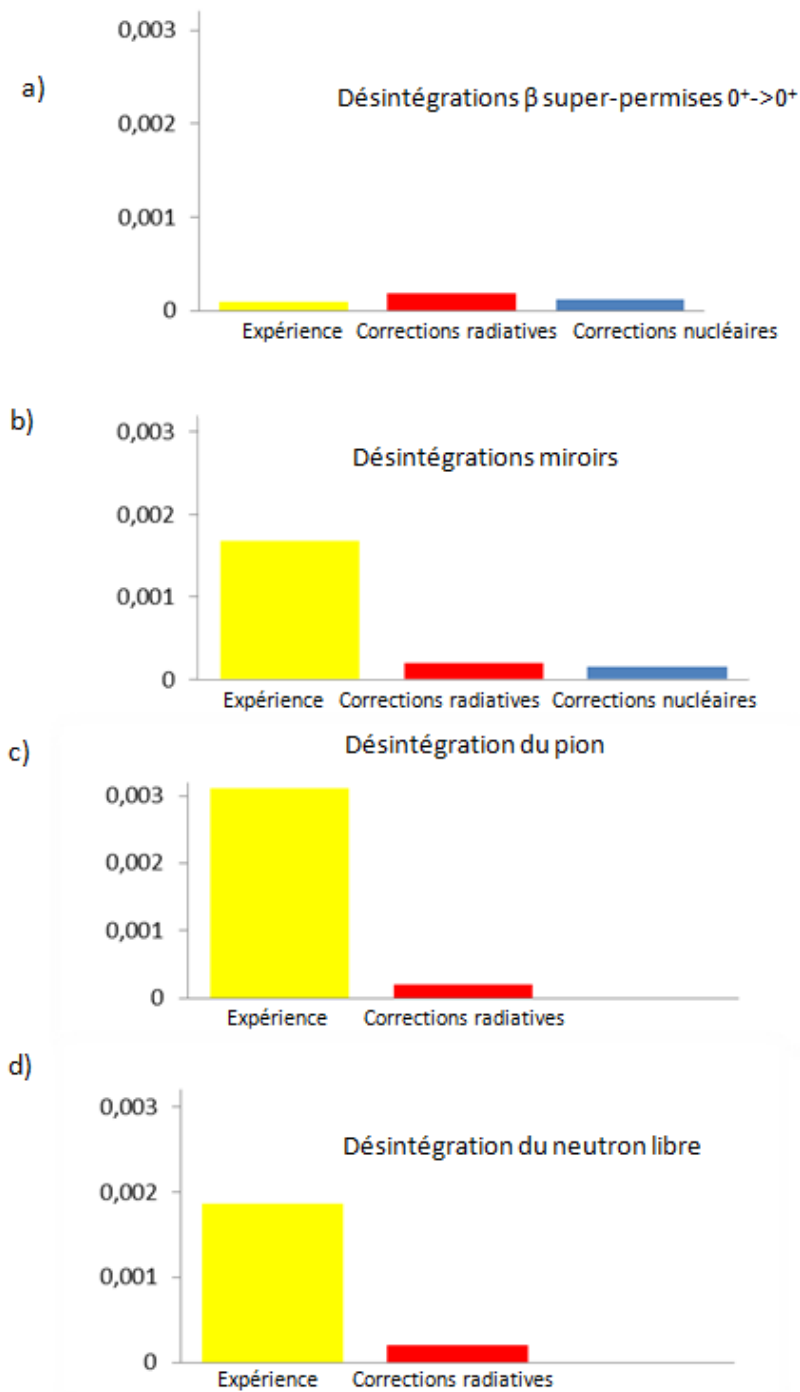 a)
Désintégrations β super-permises 0⁺->0⁺
0,003
0,002
0,001
0
Expérience Corrections radiatives Corrections nucléaires
b)
Désintégrations miroirs
0,003
0,002
0,001
0
Expérience Corrections radiatives Corrections nucléaires
c)
Désintégration du pion
0,003
0,002
0,001
0
Expérience Corrections radiatives
d)
Désintégration du neutron libre
0,003
0,002
0,001
0
Expérience Corrections radiatives